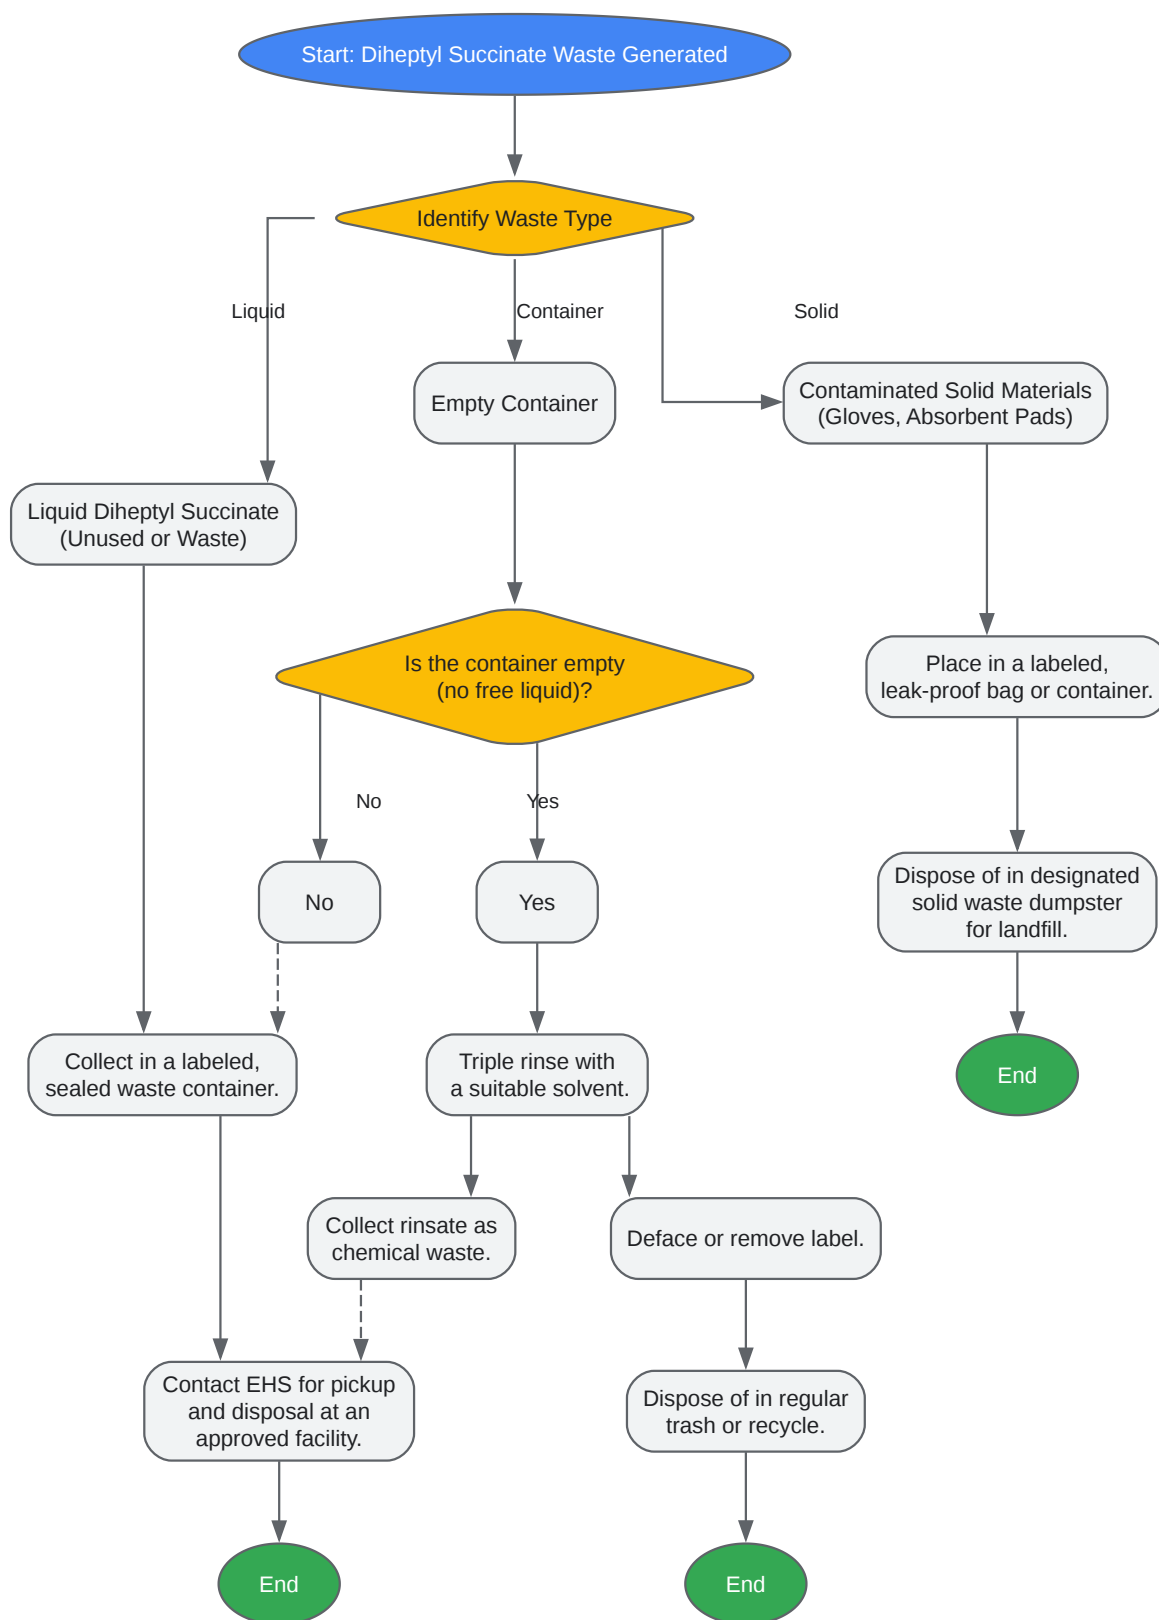 Start: Diheptyl Succinate Waste Generated
Identify Waste Type
Liquid
Container
Solid
Empty Container
Contaminated Solid Materials
(Gloves, Absorbent Pads)
Liquid Diheptyl Succinate
(Unused or Waste)
Is the container empty
(no free liquid)?
Place in a labeled,
leak-proof bag or container.
No
Yes
No
Yes
Dispose of in designated
solid waste dumpster
for landfill.
Collect in a labeled,
sealed waste container.
Triple rinse with
a suitable solvent.
End
Collect rinsate as
chemical waste.
Deface or remove label.
Contact EHS for pickup
and disposal at an
approved facility.
Dispose of in regular
trash or recycle.
End
End